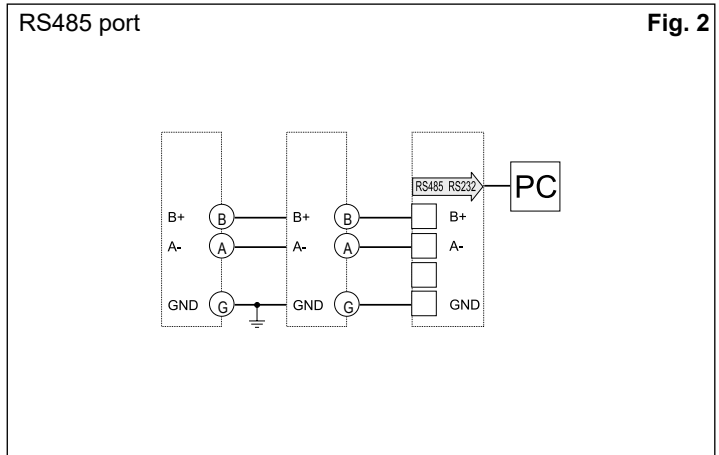 RS485 port Fig. 2
RS485 RS232 PC
B+ B B+ B B+
A- A A- A A-
GND G GND G GND